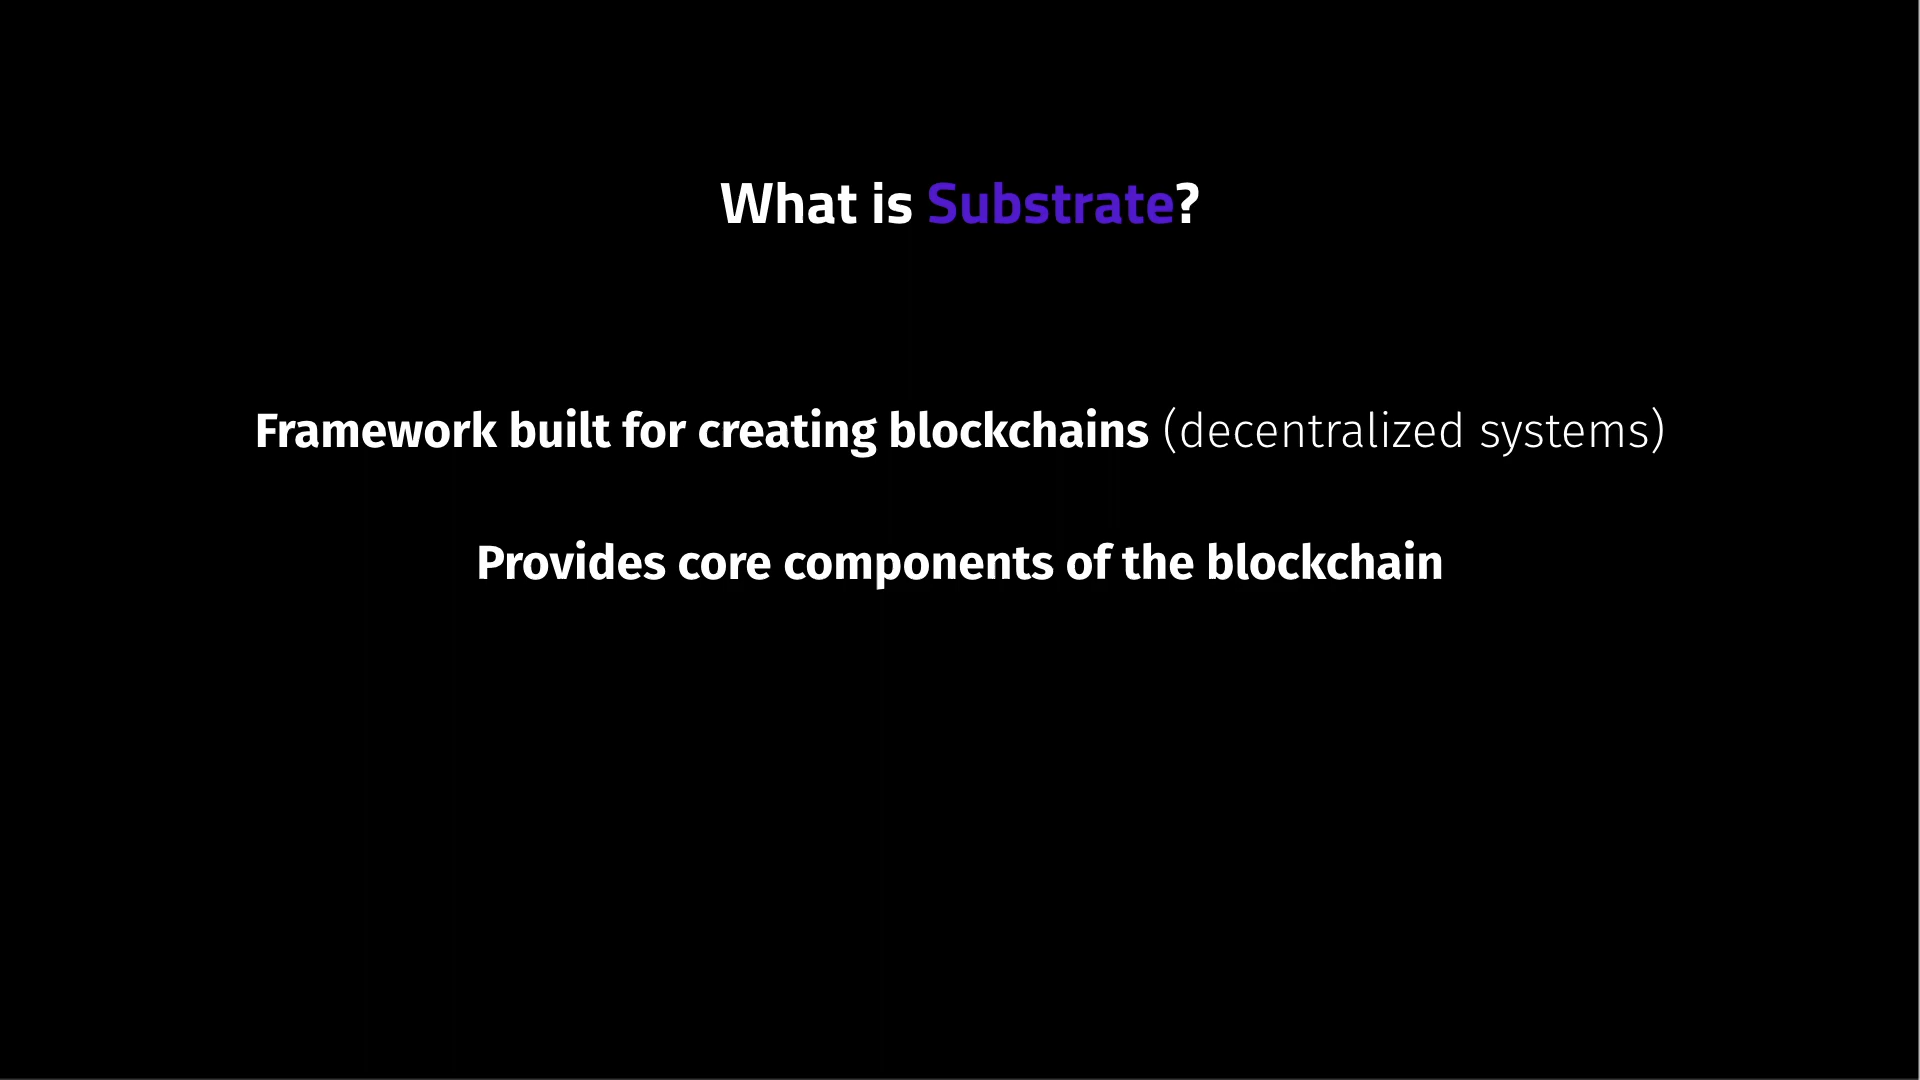 What is Substrate?
Framework built for creating blockchains (decentralized systems)
Provides core components of the blockchain